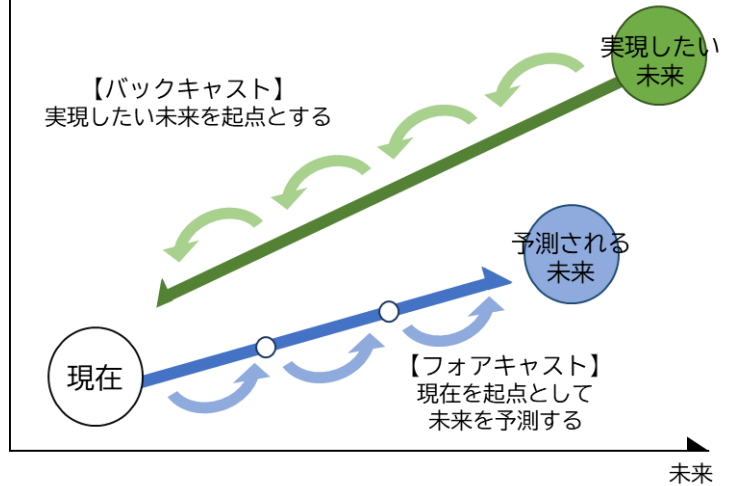 実現したい
未来
【バックキャスト】
実現したい未来を起点とする
予測される
未来
現在
【フォアキャスト】
現在を起点として
未来を予測する
未来